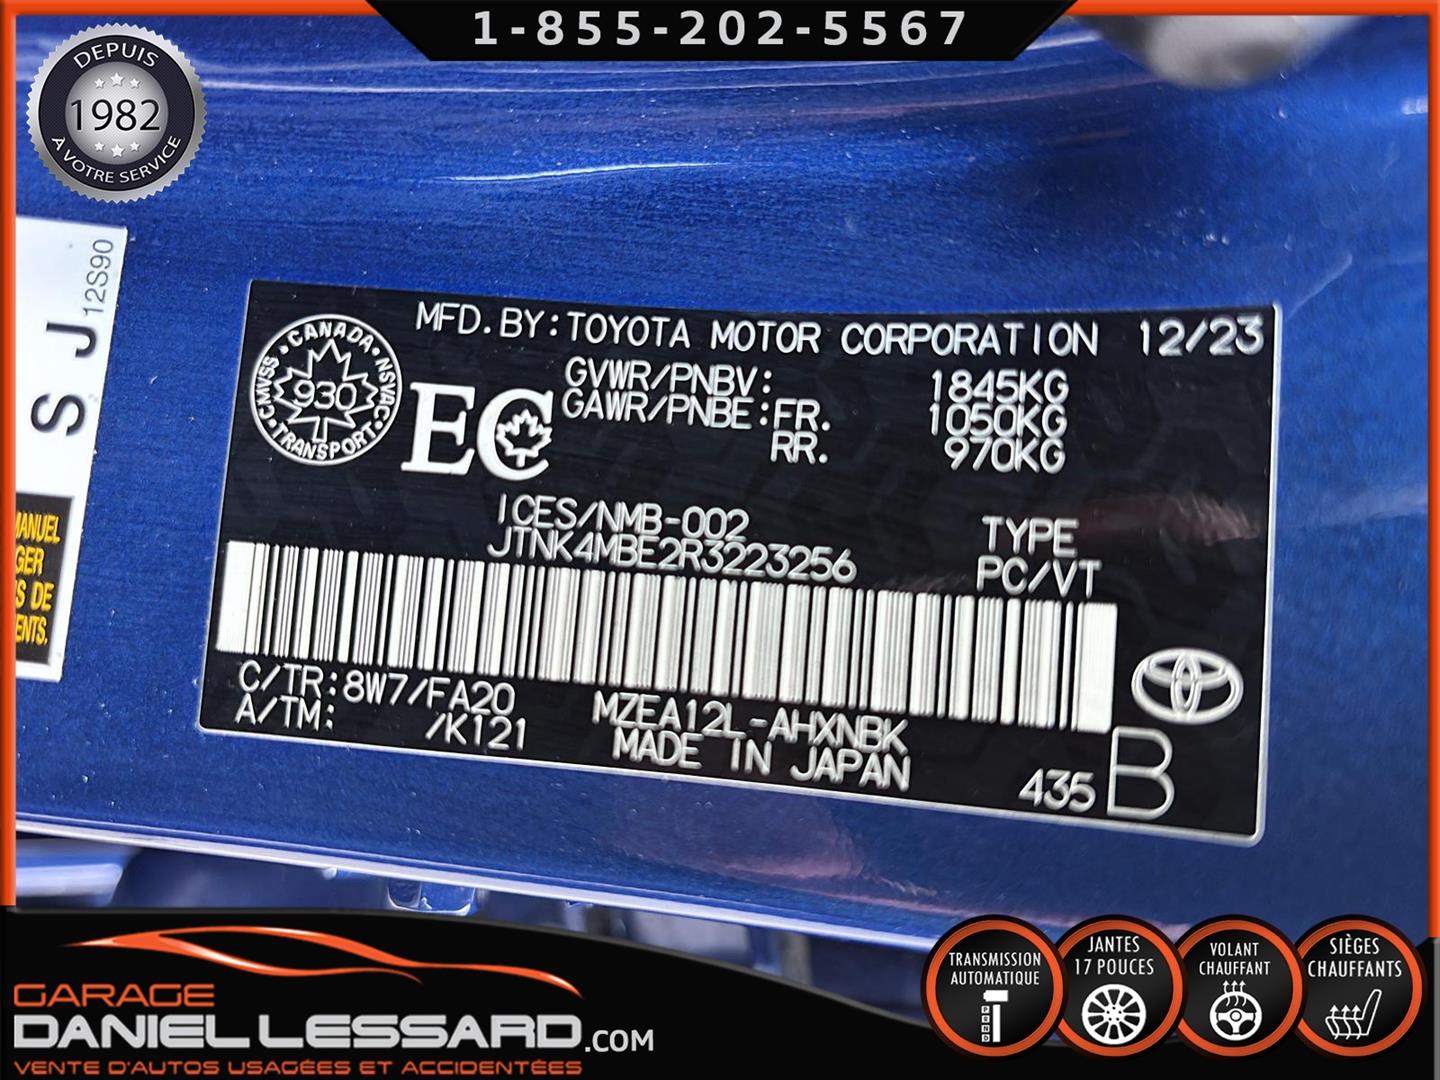 1-855-202-5567
DEPUIS
1982
À VOTRE SERVICE
12S90
S J
MANUEL
GER
S DE
ENTS.
MFD. BY: TOYOTA MOTOR CORPORATION 12/23
CANADA
CMVSS 930 NSVAC
TRANSPORT
EC
GVWR/PNBV: 1845KG
GAWR/PNBE: FR. 1050KG
RR. 970KG
ICES/NMB-002
JTNK4MBE2R3223256
TYPE
PC/VT
C/TR: 8W7/FA20
A/TM: /K121
MZEA12L-AHXNBK
MADE IN JAPAN
435 B
GARAGE
DANIEL LESSARD.COM
VENTE D'AUTOS USAGÉES ET ACCIDENTÉES
TRANSMISSION
AUTOMATIQUE
P
R
N
D
JANTES
17 POUCES
VOLANT
CHAUFFANT
SIÈGES
CHAUFFANTS